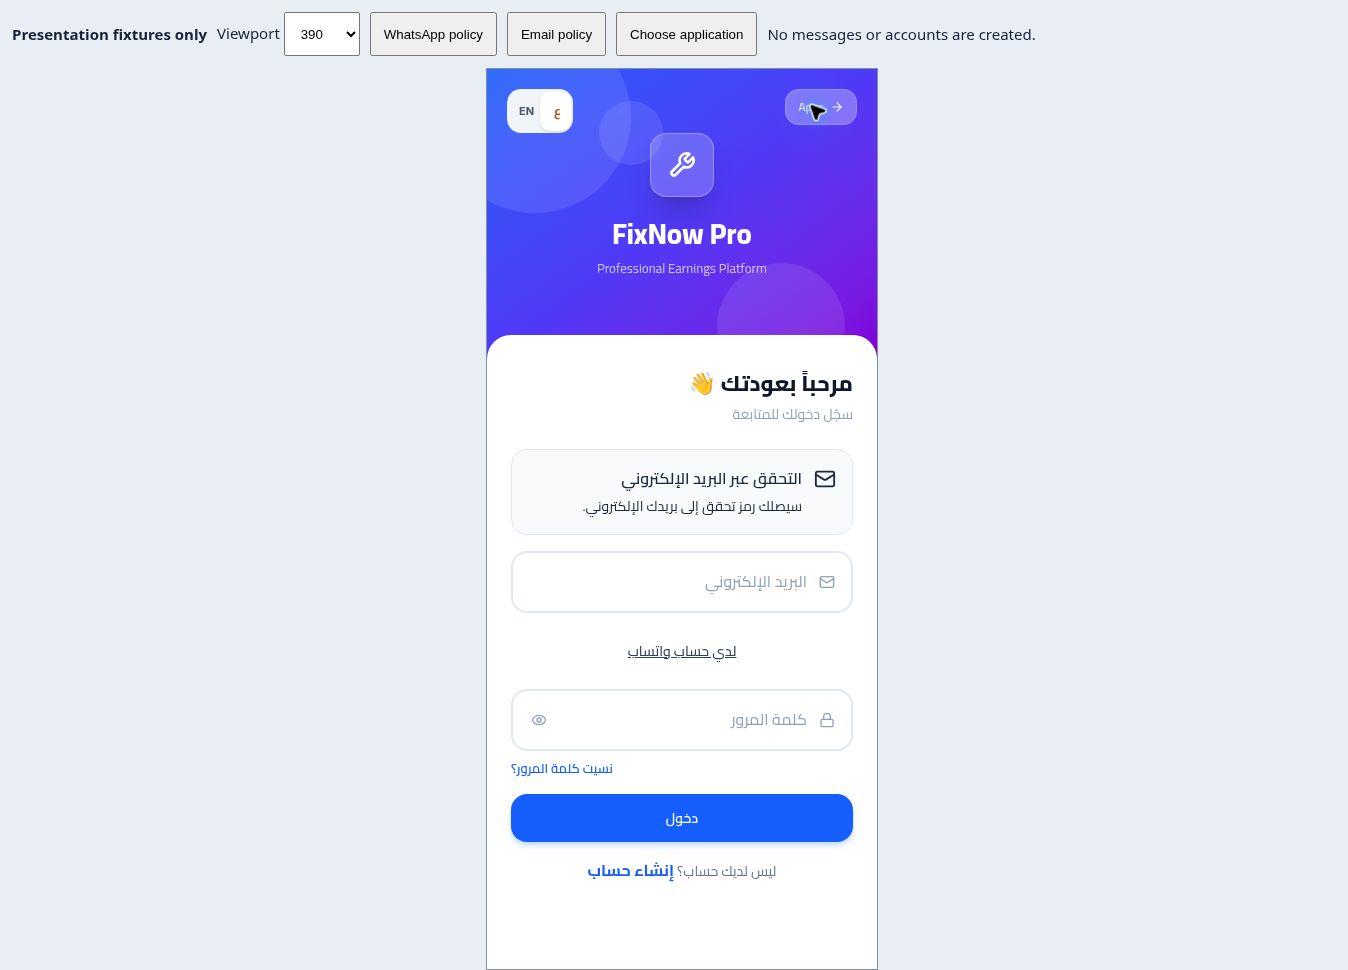 Presentation fixtures only Viewport 390 WhatsApp policy Email policy Choose application No messages or accounts are created.
EN ع
FixNow Pro
Professional Earnings Platform
مرحباً بعودتك 👋
سجّل دخولك للمتابعة
التحقق عبر البريد الإلكتروني
سيصلك رمز تحقق إلى بريدك الإلكتروني.
البريد الإلكتروني
لدي حساب واتساب
كلمة المرور
نسيت كلمة المرور؟
دخول
ليس لديك حساب؟ إنشاء حساب